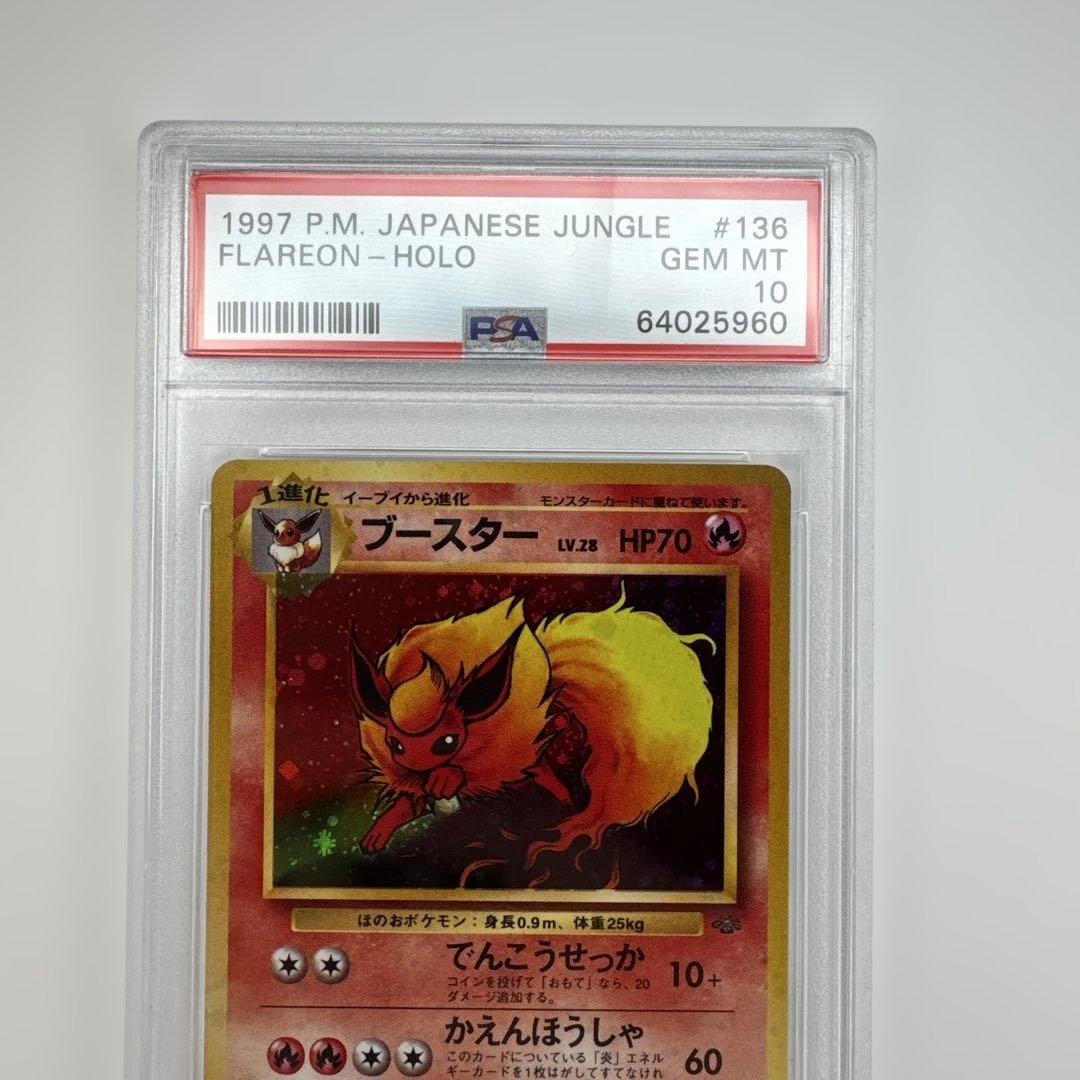 1997 P.M. JAPANESE JUNGLE #136
FLAREON - HOLO GEM MT
10
PSA 64025960
1進化 イーブイから進化 モンスターカードに重ねて使います。
ブースター LV.28 HP70
ほのおポケモン：身長0.9m、体重25kg
でんこうせっか 10+
コインを投げて「おもて」なら、20
ダメージ追加する。
かえんほうしゃ 60
このカードについている「炎」エネル
ギーカードを1枚はがしてすてなけれ